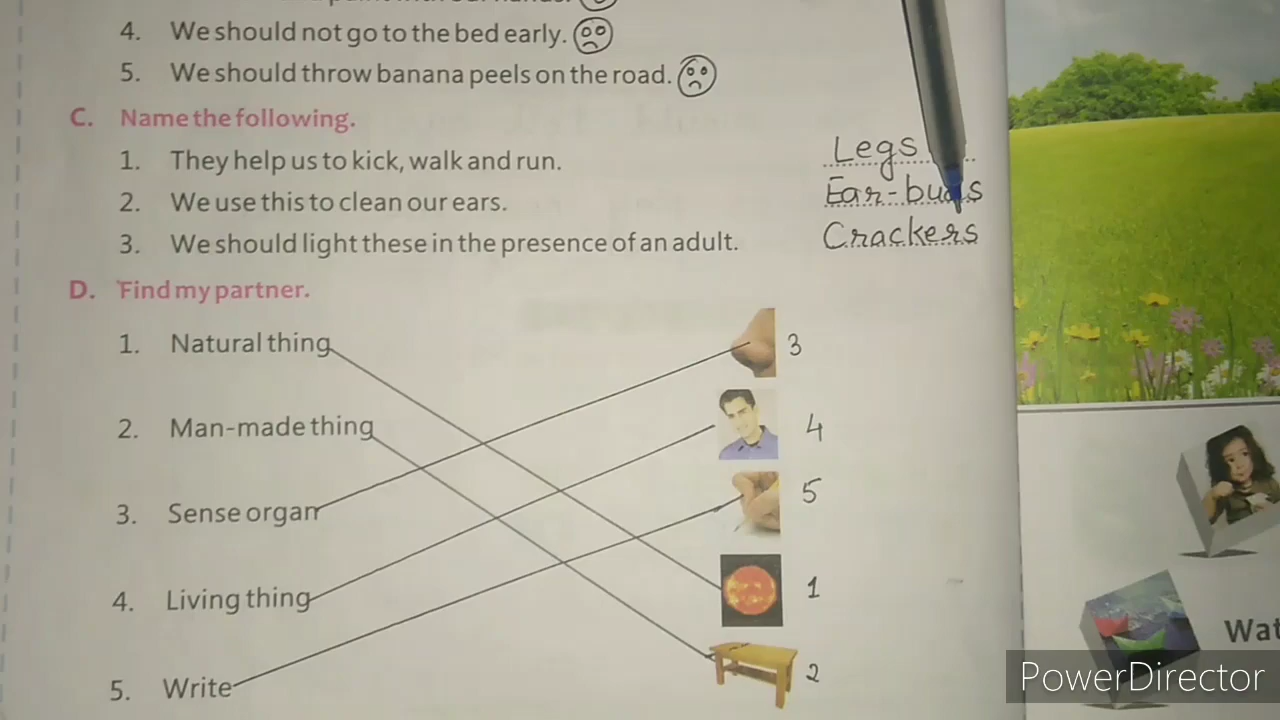 4. We should not go to the bed early.
5. We should throw banana peels on the road.
C. Name the following.
1. They help us to kick, walk and run. Legs
2. We use this to clean our ears. Ear-buds
3. We should light these in the presence of an adult. Crackers
D. Find my partner.
1. Natural thing 3
2. Man-made thing 4
3. Sense organ 5
4. Living thing 1
5. Write 2
PowerDirector